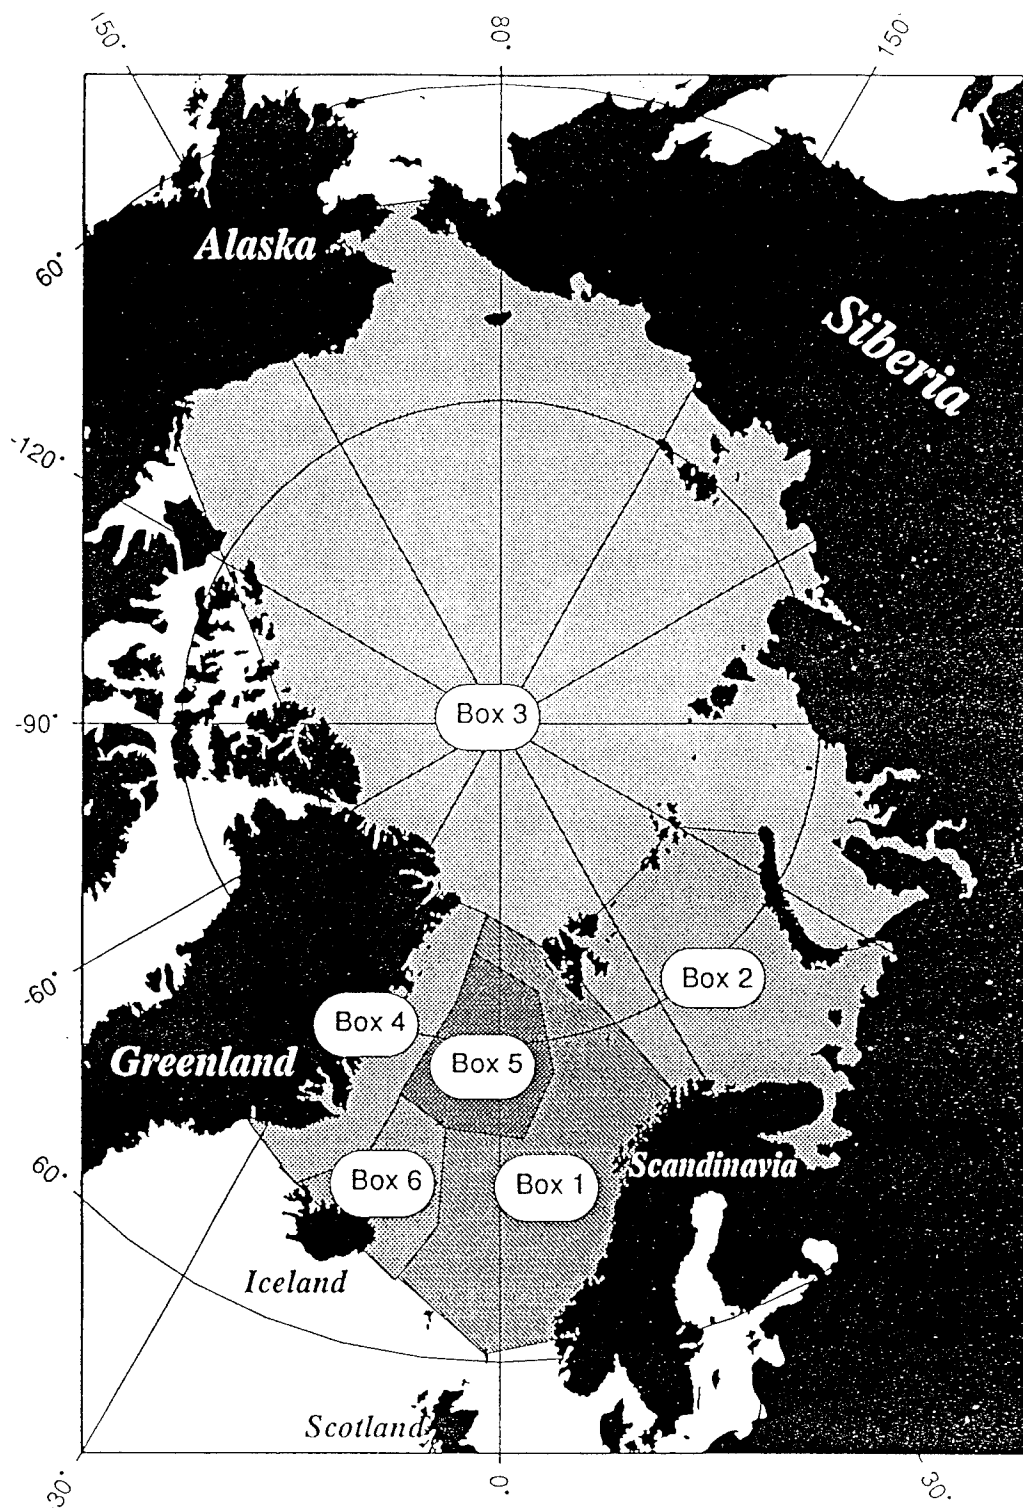 150°
80°
150°
60°
Alaska
Siberia
-120°
-90°
Box 3
-60°
Box 2
Box 4
Box 5
Greenland
60°
Box 6
Box 1
Scandinavia
Iceland
Scotland
30°
0°
30°